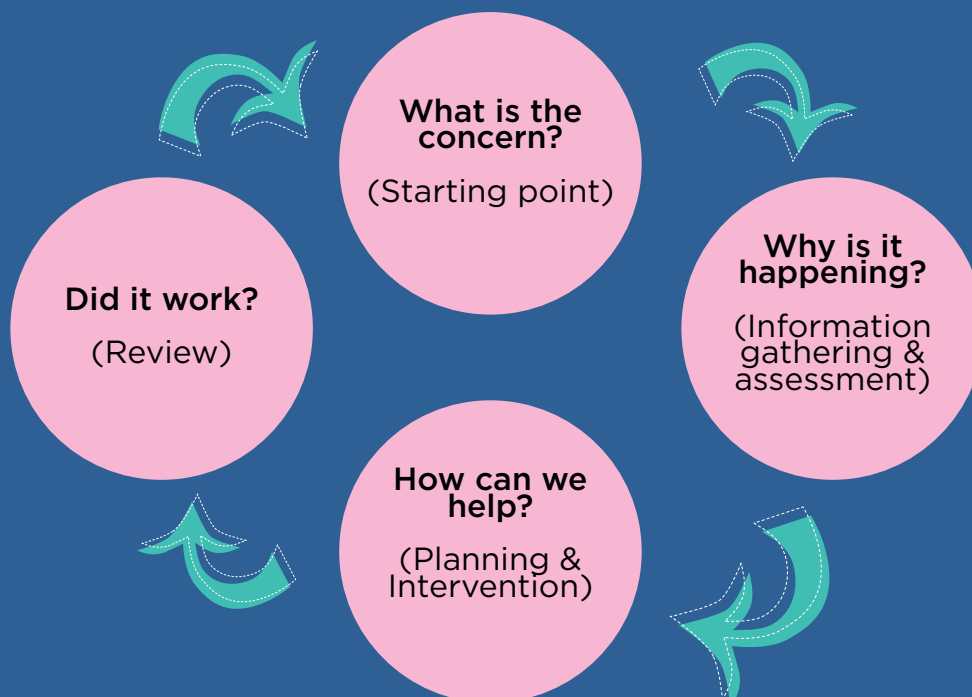 What is the
concern?
(Starting point)
Why is it
happening?
(Information
gathering &
assessment)
How can we
help?
(Planning &
Intervention)
Did it work?
(Review)